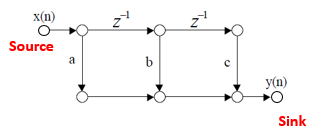 x(n) z⁻¹ z⁻¹
Source
a b c
y(n)
Sink